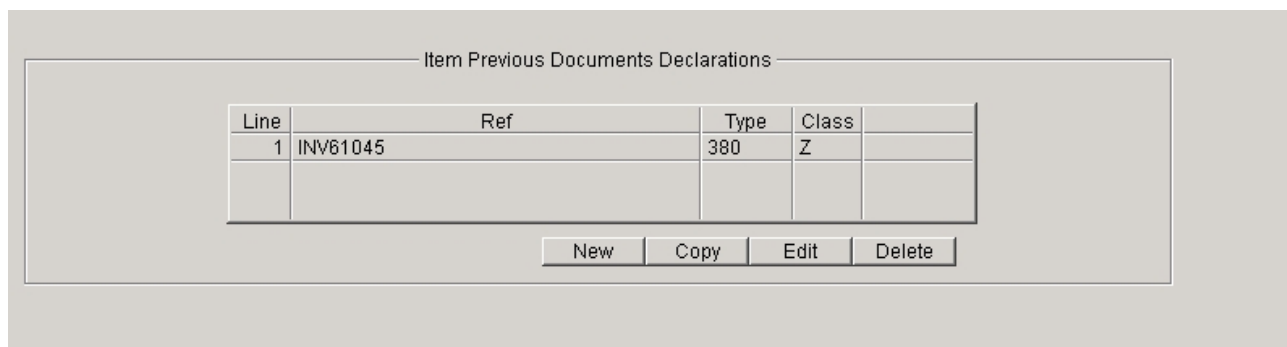 Item Previous Documents Declarations
Line Ref Type Class
1 INV61045 380 Z
New Copy Edit Delete